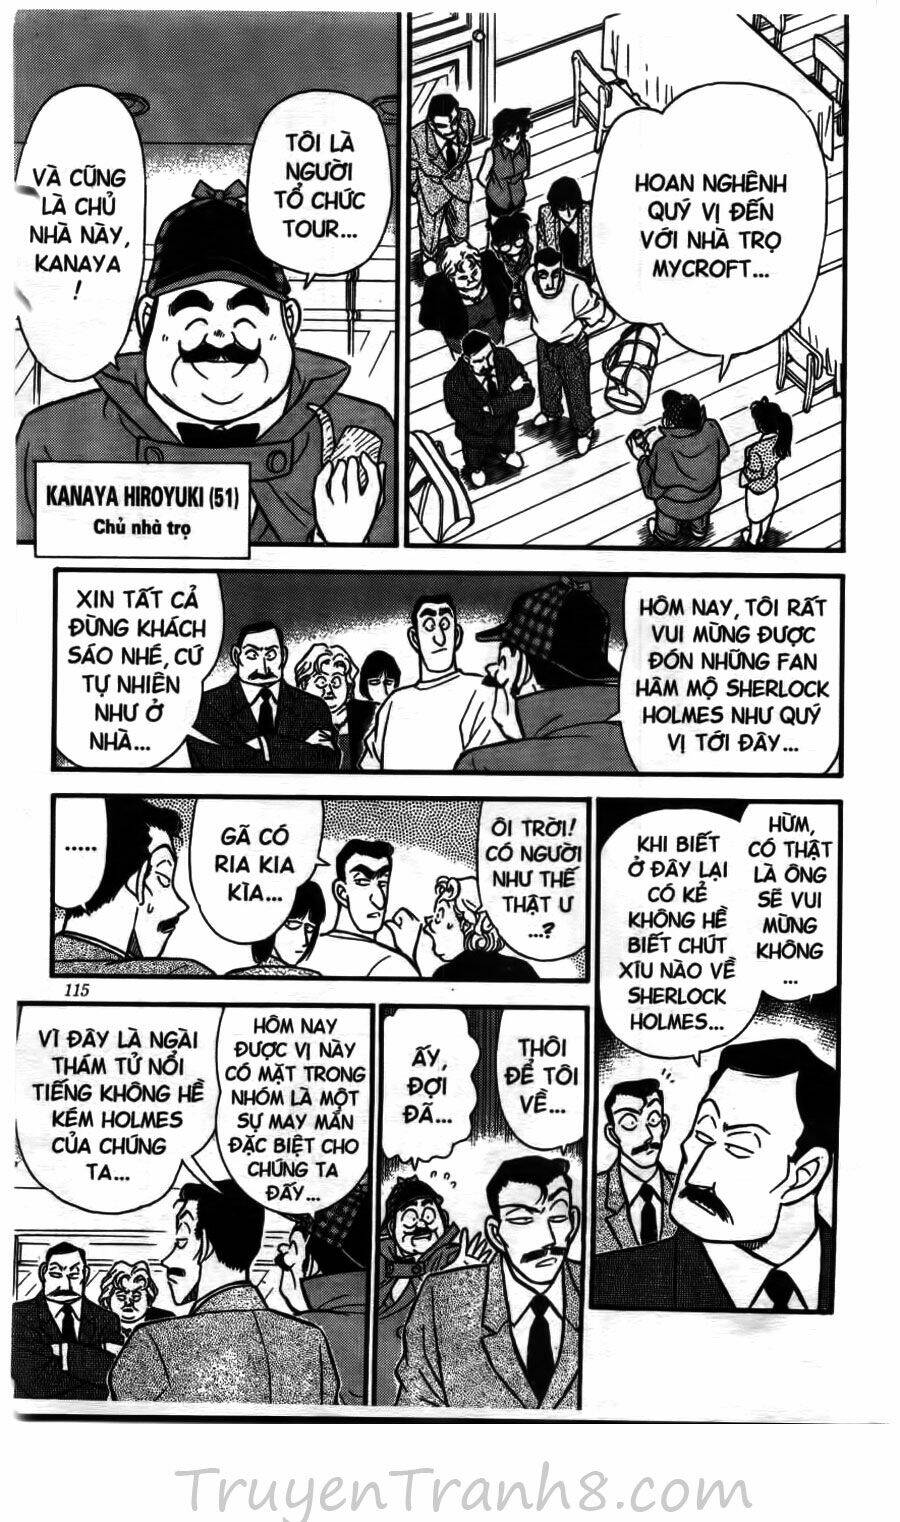 HOAN NGHÊNH
QUÝ VỊ ĐẾN
VỚI NHÀ TRỌ
MYCROFT...
TÔI LÀ
NGƯỜI
TỔ CHỨC
TOUR...
VÀ CŨNG
LÀ CHỦ
NHÀ NÀY,
KANAYA
!
KANAYA HIROYUKI (51)
Chủ nhà trọ
HÔM NAY, TÔI RẤT
VUI MỪNG ĐƯỢC
ĐÓN NHỮNG FAN
HÂM MỘ SHERLOCK
HOLMES NHƯ QUÝ
VỊ TỚI ĐÂY...
XIN TẤT CẢ
ĐỪNG KHÁCH
SÁO NHÉ, CỨ
TỰ NHIÊN
NHƯ Ở
NHÀ...
HỪM,
CÓ THẬT
LÀ ÔNG
SẼ VUI
MỪNG
KHÔNG
...
KHI BIẾT
Ở ĐÂY LẠI
CÓ KẺ
KHÔNG HỀ
BIẾT CHÚT
XÍU NÀO VỀ
SHERLOCK
HOLMES...
ÔI TRỜI!
CÓ NGƯỜI
NHƯ THẾ
THẬT Ư
...?
GÃ CÓ
RIA KIA
KÌA...
.....
115
THÔI
ĐỂ TÔI
VỀ...
ẤY,
ĐỢI
ĐÃ...
HÔM NAY
ĐƯỢC VỊ NÀY
CÓ MẶT TRONG
NHÓM LÀ MỘT
SỰ MAY MẮN
ĐẶC BIỆT CHO
CHÚNG TA
ĐẤY...
VÌ ĐÂY LÀ NGÀI
THÁM TỬ NỔI
TIẾNG KHÔNG HỀ
KÉM HOLMES
CỦA CHÚNG
TA...
TruyenTranh8.com